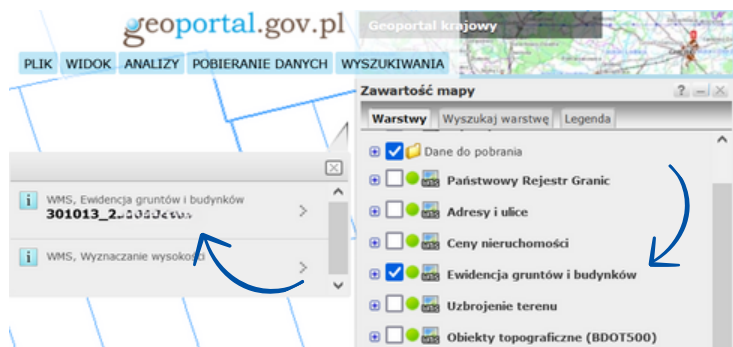 geoportal.gov.pl
Geoportal krajowy
PLIK WIDOK ANALIZY POBIERANIE DANYCH WYSZUKIWANIA
Zawartość mapy
Warstwy Wyszukaj warstwę Legenda
Dane do pobrania
Państwowy Rejestr Granic
Adresy i ulice
Ceny nieruchomości
Ewidencja gruntów i budynków
Uzbrojenie terenu
Obiekty topograficzne (BDOT500)
WMS, Ewidencja gruntów i budynków
301013_2.
WMS, Wyznaczanie wysokości